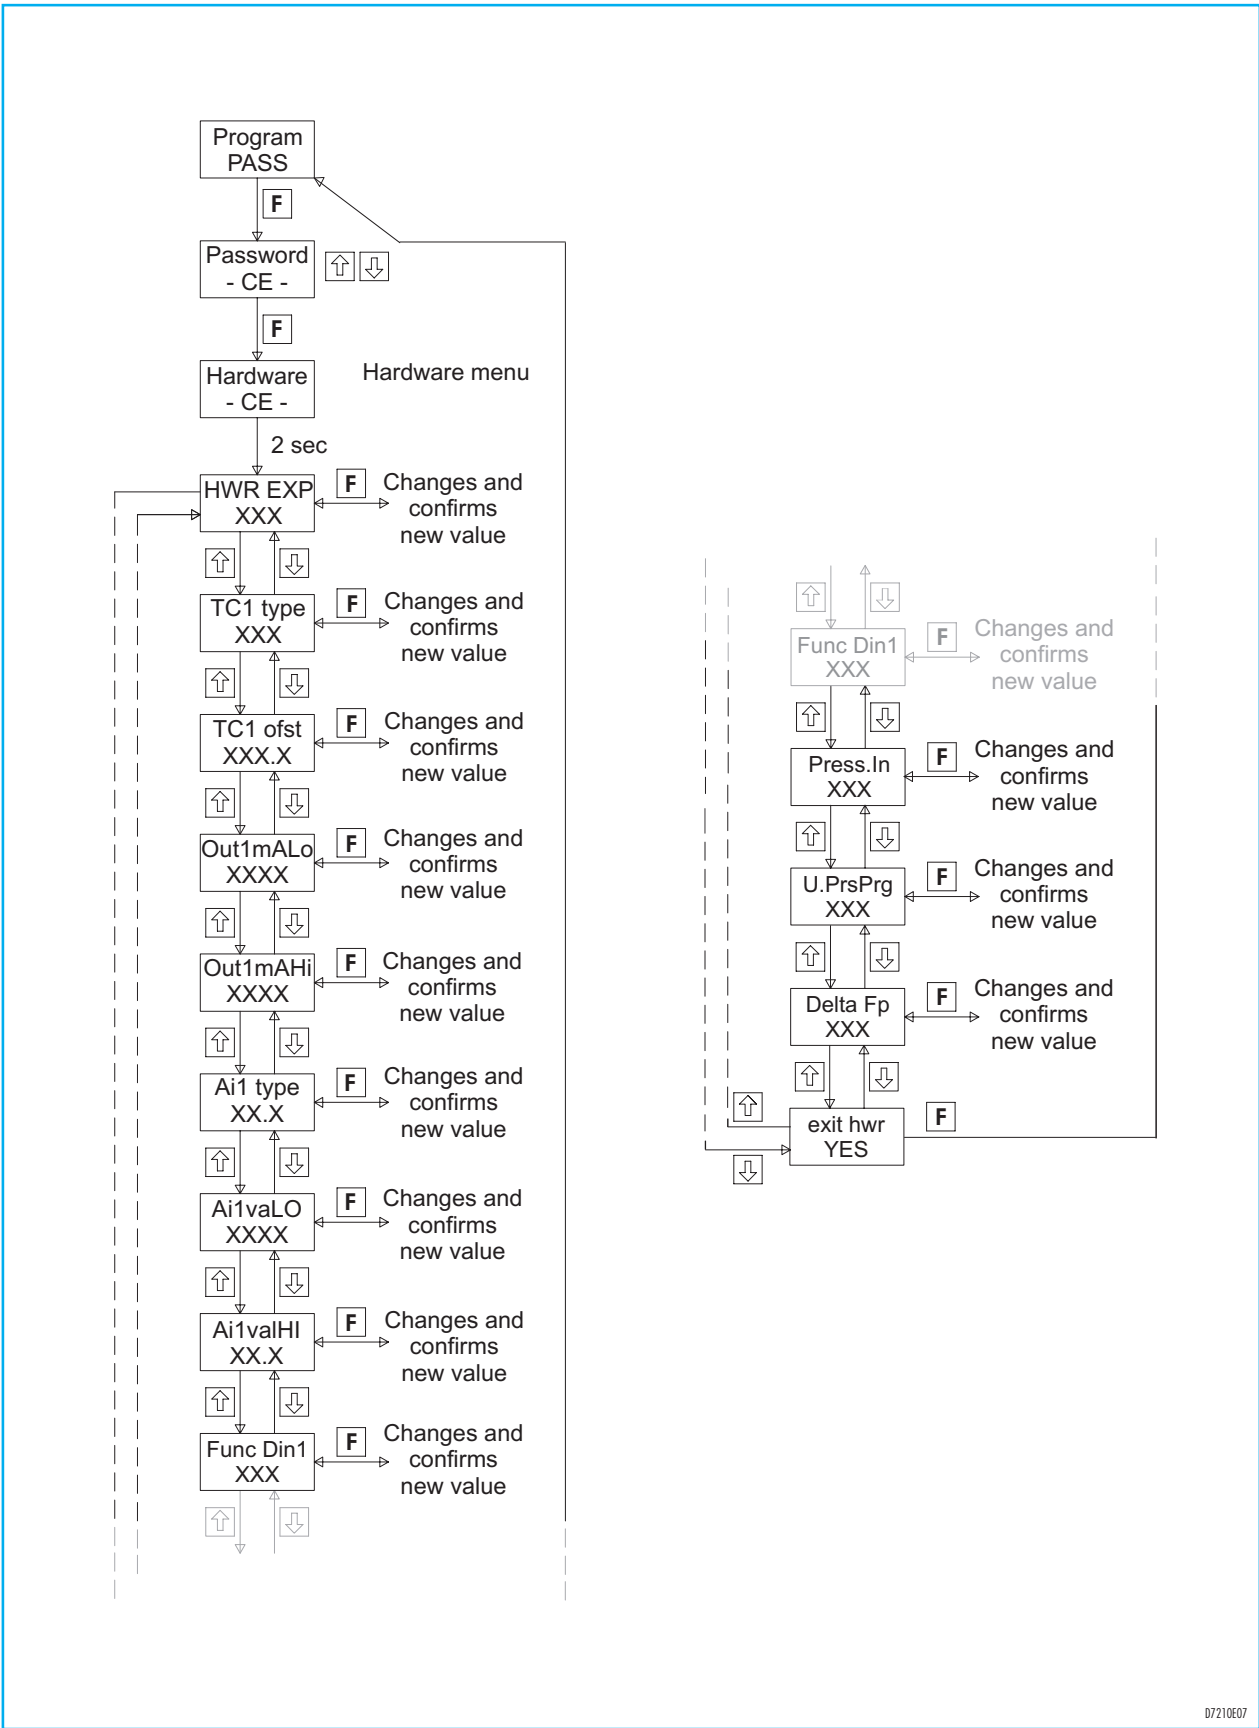 Program
PASS
F
Password
- CE -
F
Hardware
- CE -
Hardware menu
2 sec
HWR EXP
XXX
F
Changes and
confirms
new value
TC1 type
XXX
F
Changes and
confirms
new value
TC1 ofst
XXX.X
F
Changes and
confirms
new value
Out1mALo
XXXX
F
Changes and
confirms
new value
Out1mAHi
XXXX
F
Changes and
confirms
new value
Ai1 type
XX.X
F
Changes and
confirms
new value
Ai1vaLO
XXXX
F
Changes and
confirms
new value
Ai1valHI
XX.X
F
Changes and
confirms
new value
Func Din1
XXX
F
Changes and
confirms
new value
Func Din1
XXX
F
Changes and
confirms
new value
Press.In
XXX
F
Changes and
confirms
new value
U.PrsPrg
XXX
F
Changes and
confirms
new value
Delta Fp
XXX
F
Changes and
confirms
new value
exit hwr
YES
F
D7210E07